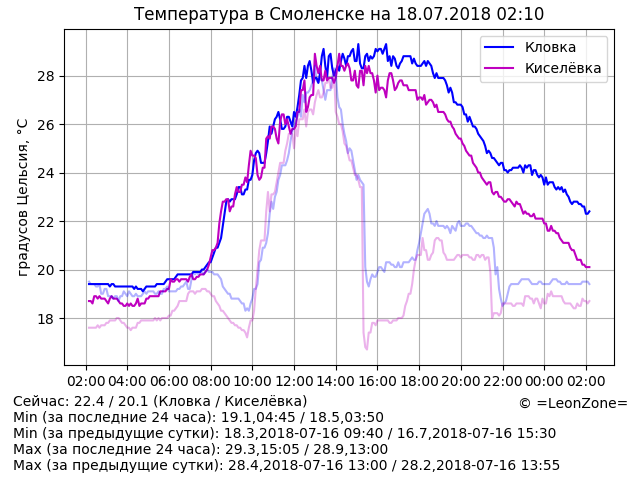 Температура в Смоленске на 18.07.2018 02:10
Кловка
Киселёвка
градусов Цельсия, °C
28
26
24
22
20
18
02:00 04:00 06:00 08:00 10:00 12:00 14:00 16:00 18:00 20:00 22:00 00:00 02:00
Сейчас: 22.4 / 20.1 (Кловка / Киселёвка)
© =LeonZone=
Min (за последние 24 часа): 19.1,04:45 / 18.5,03:50
Min (за предыдущие сутки): 18.3,2018-07-16 09:40 / 16.7,2018-07-16 15:30
Max (за последние 24 часа): 29.3,15:05 / 28.9,13:00
Max (за предыдущие сутки): 28.4,2018-07-16 13:00 / 28.2,2018-07-16 13:55